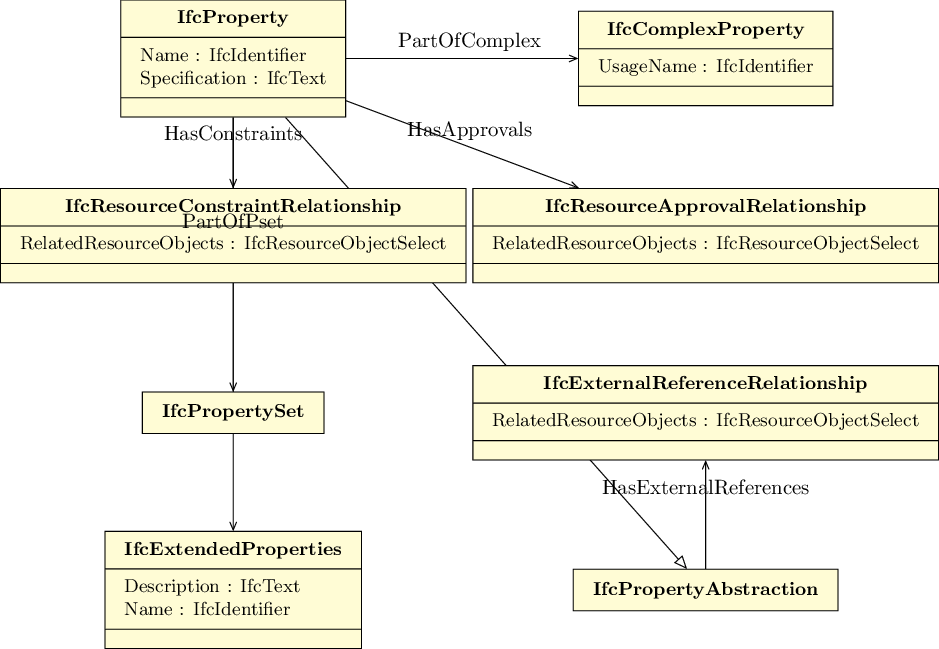 IfcProperty
Name : IfcIdentifier
Specification : IfcText
PartOfComplex
IfcComplexProperty
UsageName : IfcIdentifier
HasConstraints
HasApprovals
IfcResourceConstraintRelationship
PartOfPset
RelatedResourceObjects : IfcResourceObjectSelect
IfcResourceApprovalRelationship
RelatedResourceObjects : IfcResourceObjectSelect
IfcExternalReferenceRelationship
RelatedResourceObjects : IfcResourceObjectSelect
IfcPropertySet
HasExternalReferences
IfcExtendedProperties
Description : IfcText
Name : IfcIdentifier
IfcPropertyAbstraction